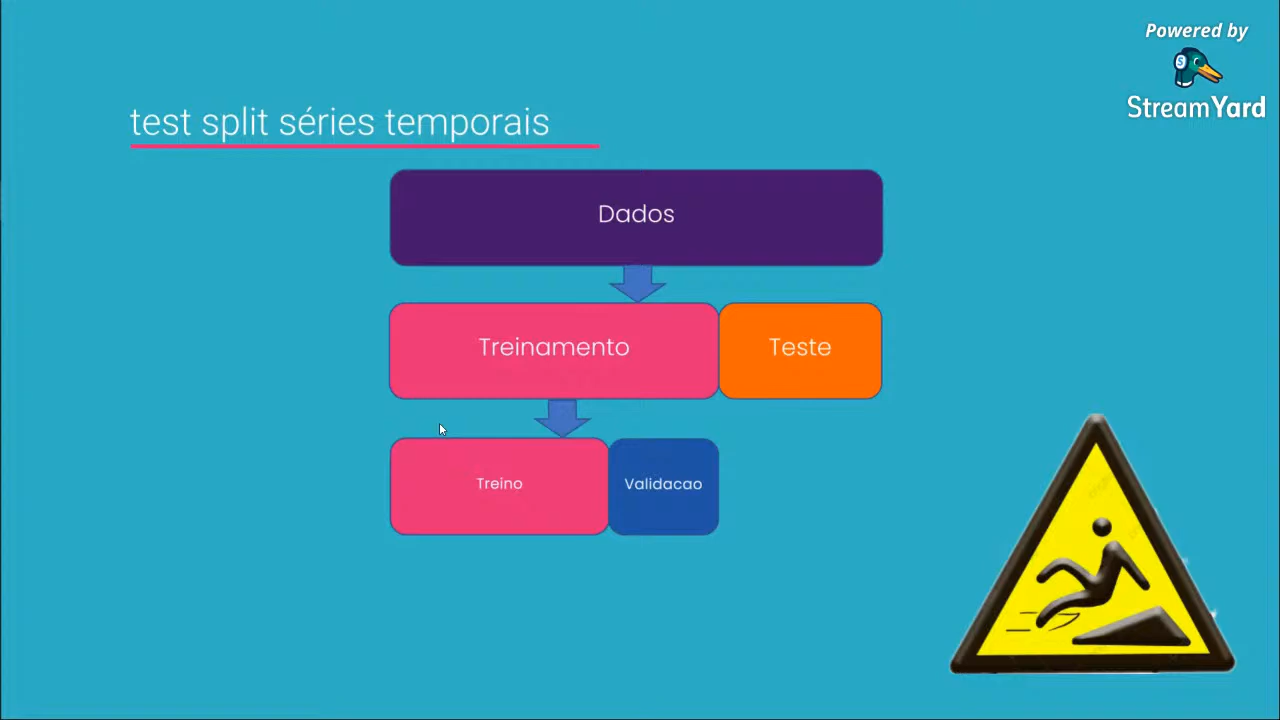 Powered by
StreamYard
test split séries temporais
Dados
Treinamento
Teste
Treino
Validacao